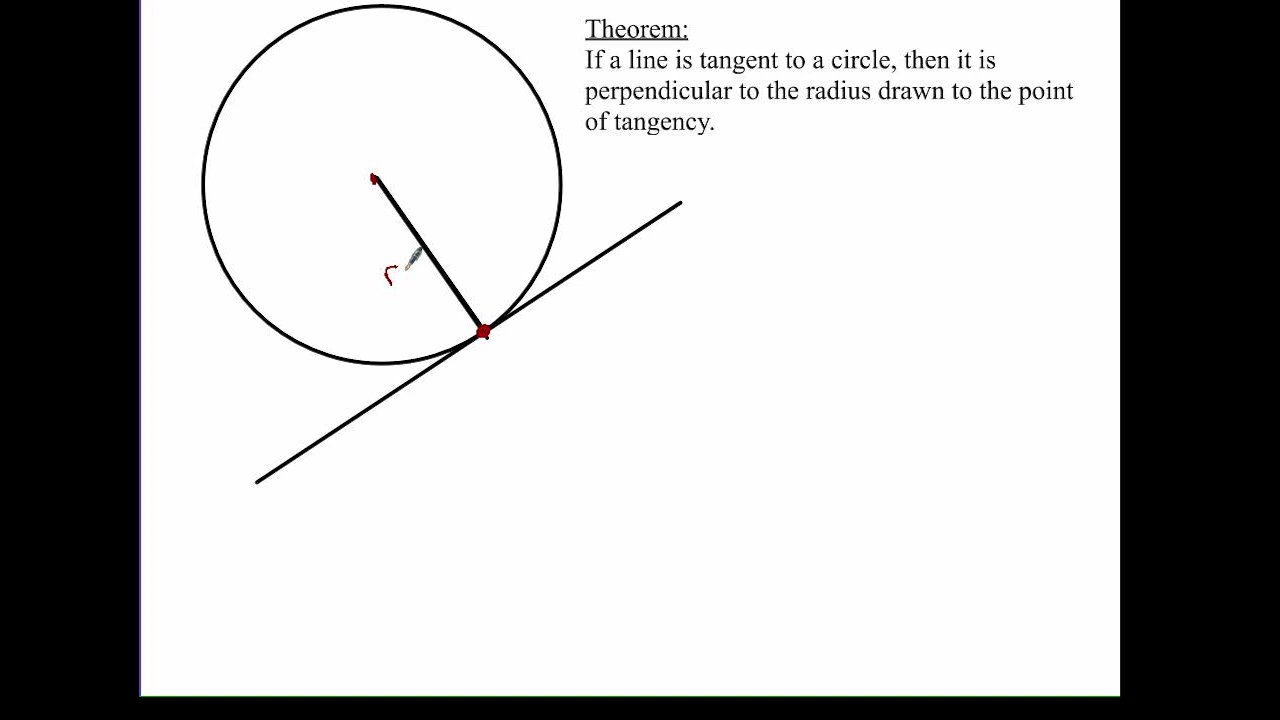 Theorem:
If a line is tangent to a circle, then it is
perpendicular to the radius drawn to the point
of tangency.
r